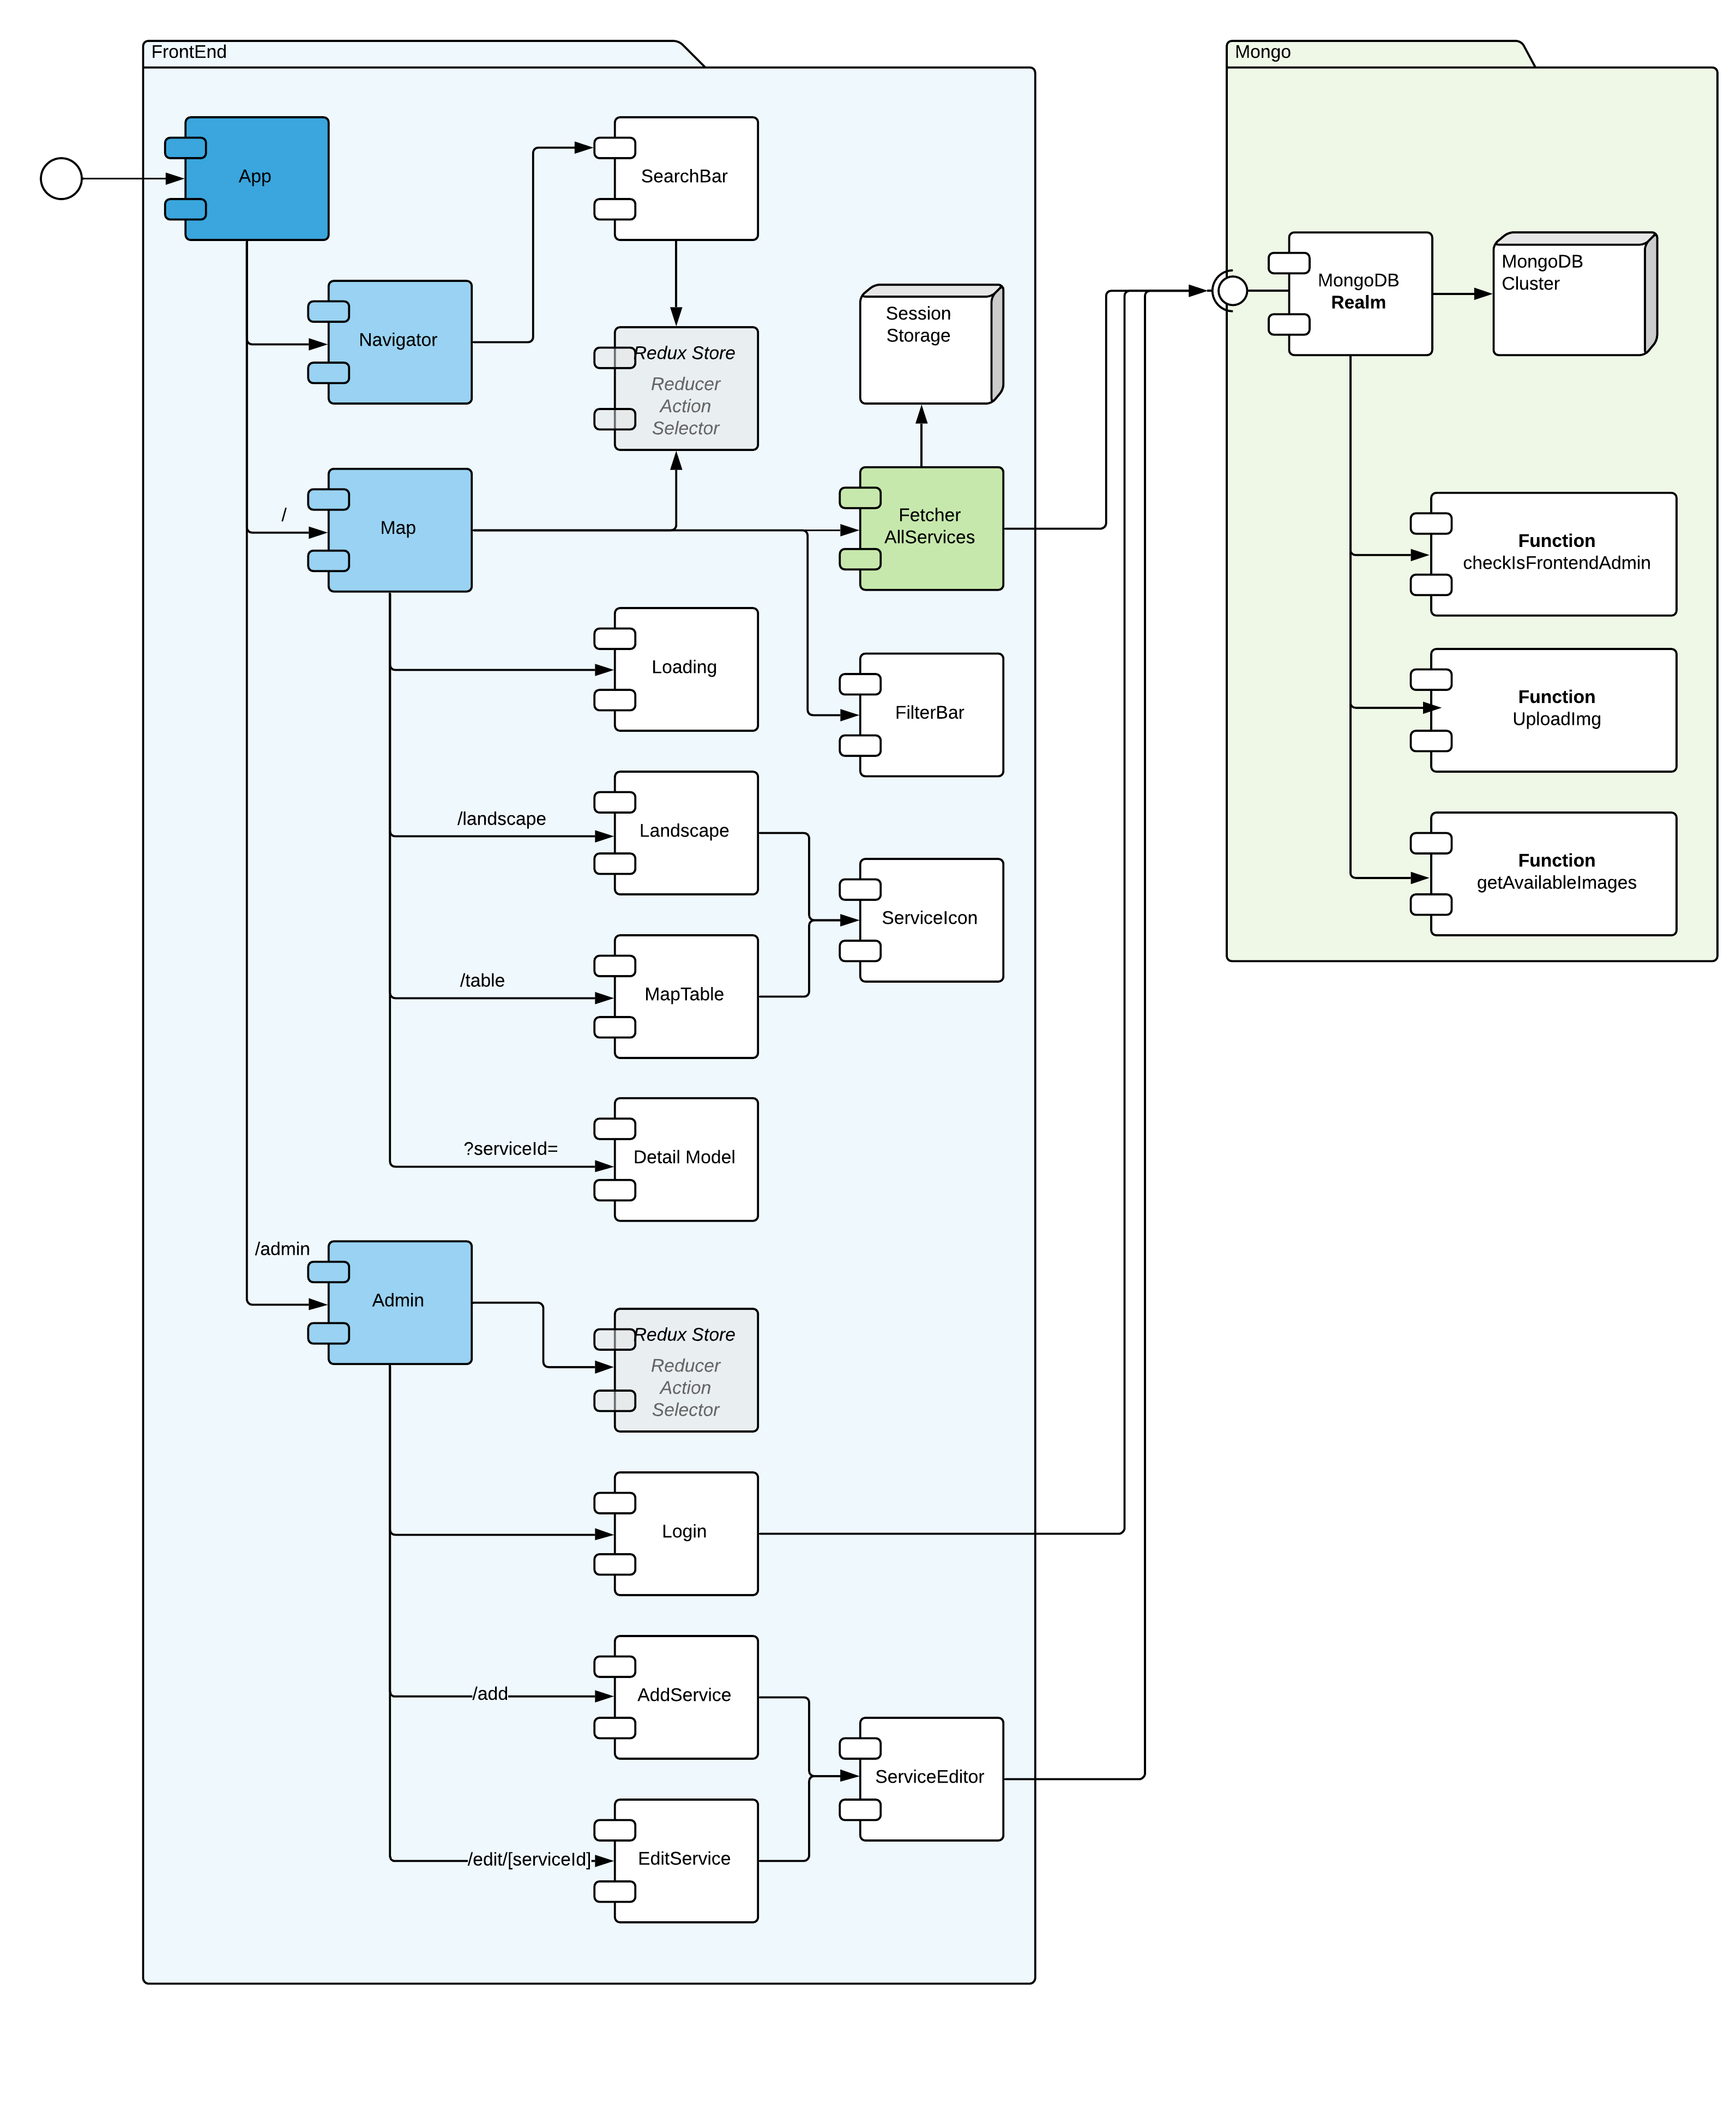 FrontEnd
Mongo
App
SearchBar
Navigator
Redux Store
Reducer
Action
Selector
Session
Storage
MongoDB
Realm
MongoDB
Cluster
/
Map
Fetcher
AllServices
Function
checkIsFrontendAdmin
Loading
FilterBar
Function
UploadImg
/landscape
Landscape
ServiceIcon
Function
getAvailableImages
/table
MapTable
?serviceId=
Detail Model
/admin
Admin
Redux Store
Reducer
Action
Selector
Login
/add
AddService
ServiceEditor
/edit/[serviceId]
EditService